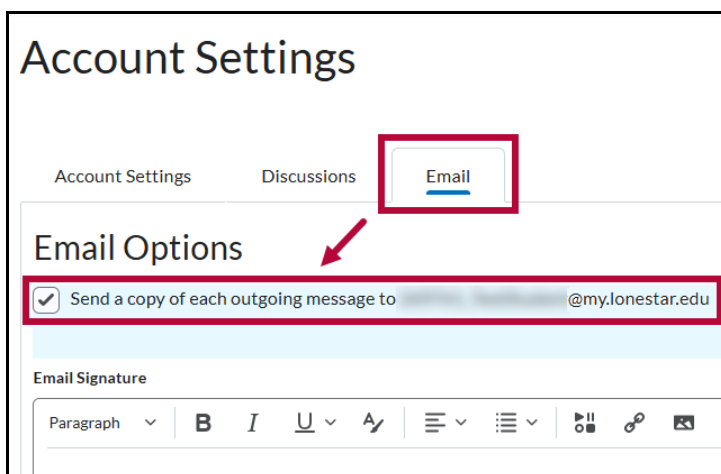 Account Settings
Account Settings Discussions Email
Email Options
Send a copy of each outgoing message to @my.lonestar.edu
Email Signature
Paragraph B I U A